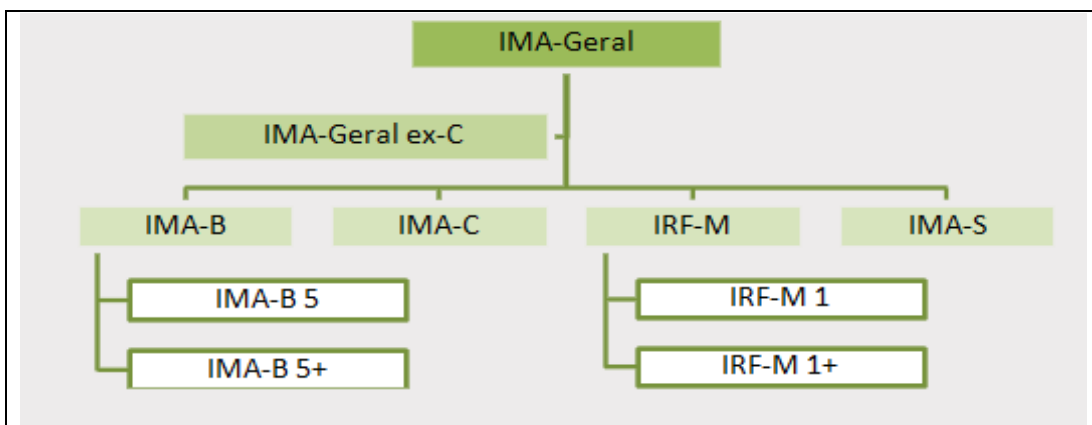 IMA-Geral
IMA-Geral ex-C
IMA-B
IMA-C
IRF-M
IMA-S
IMA-B 5
IRF-M 1
IMA-B 5+
IRF-M 1+